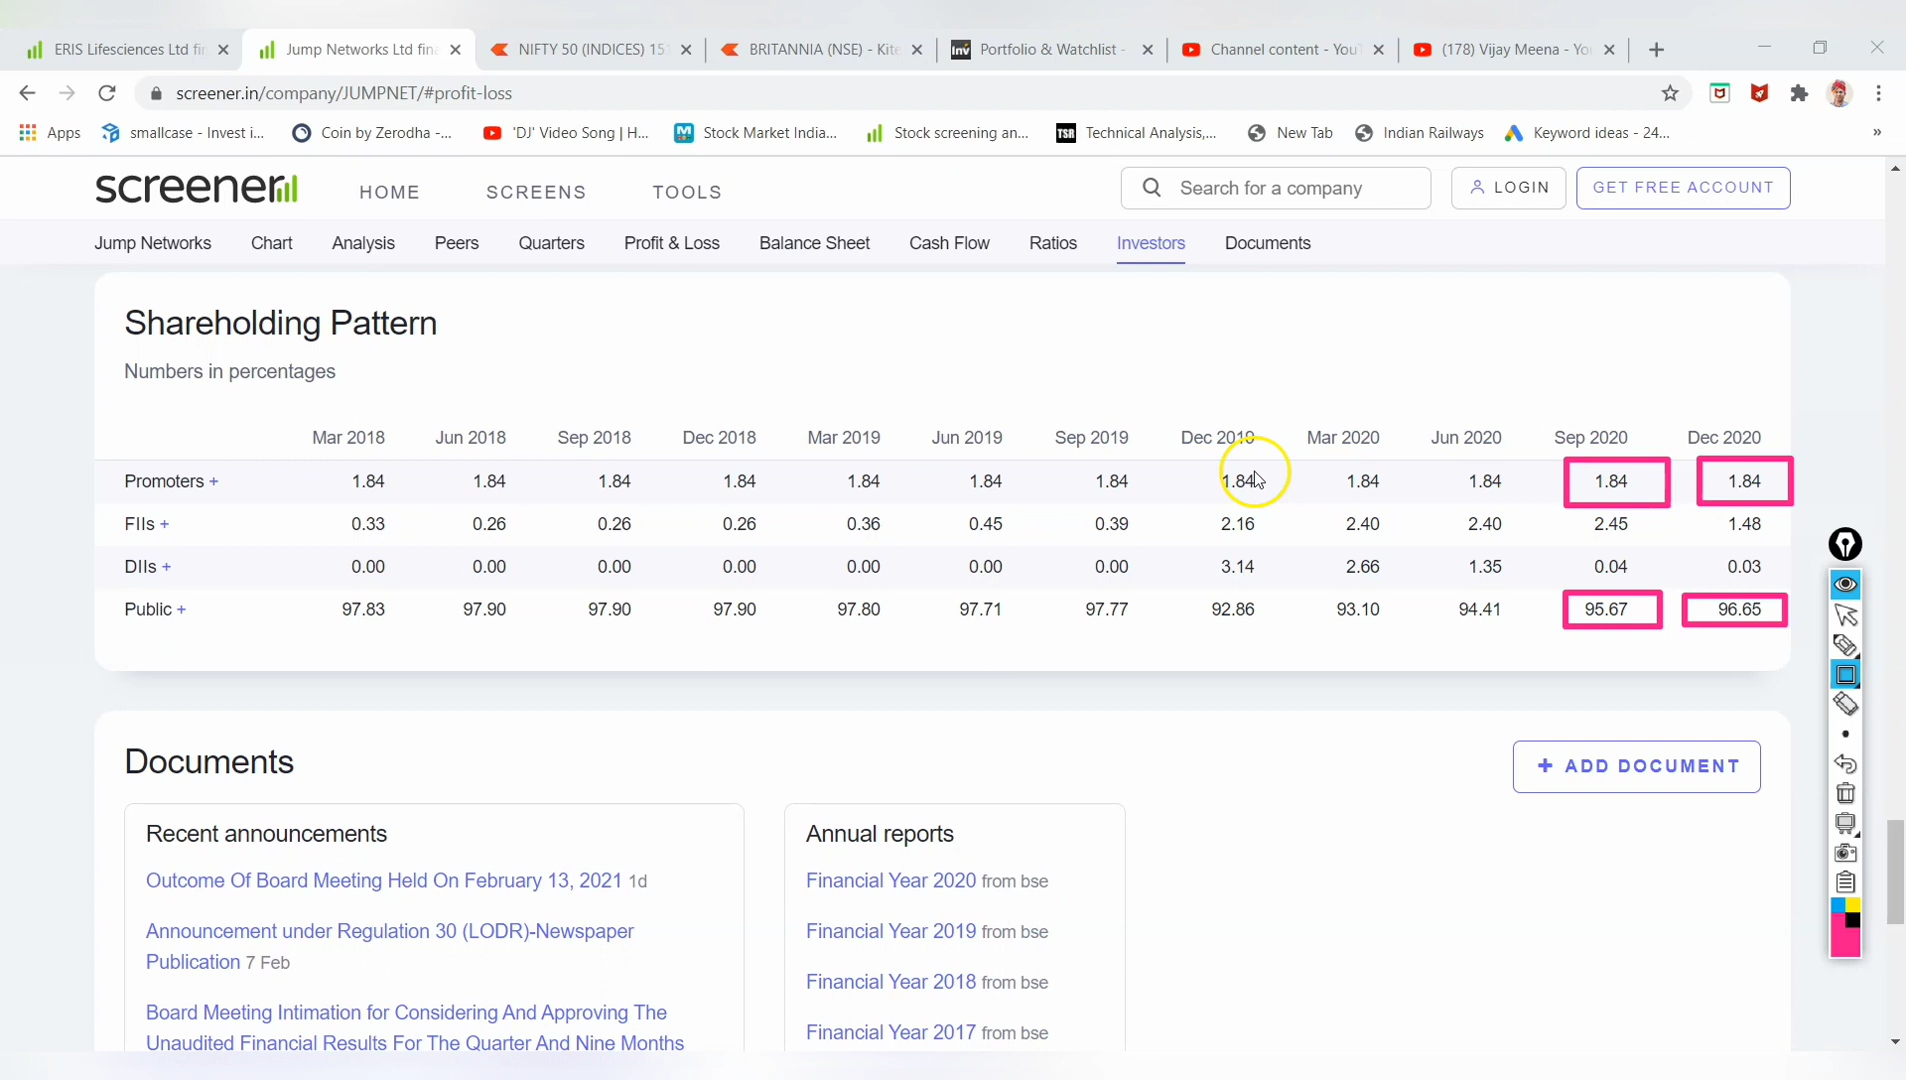 ERIS Lifesciences Ltd fin
Jump Networks Ltd fina
NIFTY 50 (INDICES) 151
BRITANNIA (NSE) - Kite
Portfolio & Watchlist -
Channel content - YouT
(178) Vijay Meena - You
screener.in/company/JUMPNET/#profit-loss
Apps
smallcase - Invest i...
Coin by Zerodha -...
'DJ' Video Song | H...
Stock Market India...
Stock screening an...
TSR
Technical Analysis,...
New Tab
Indian Railways
Keyword ideas - 24...
»
screener
HOME
SCREENS
TOOLS
Search for a company
LOGIN
GET FREE ACCOUNT
Jump Networks Chart Analysis Peers Quarters Profit & Loss Balance Sheet Cash Flow Ratios Investors Documents
Shareholding Pattern
Numbers in percentages
Mar 2018 Jun 2018 Sep 2018 Dec 2018 Mar 2019 Jun 2019 Sep 2019 Dec 2019 Mar 2020 Jun 2020 Sep 2020 Dec 2020
Promoters + 1.84 1.84 1.84 1.84 1.84 1.84 1.84 1.84 1.84 1.84 1.84 1.84
FIIs + 0.33 0.26 0.26 0.26 0.36 0.45 0.39 2.16 2.40 2.40 2.45 1.48
DIIs + 0.00 0.00 0.00 0.00 0.00 0.00 0.00 3.14 2.66 1.35 0.04 0.03
Public + 97.83 97.90 97.90 97.90 97.80 97.71 97.77 92.86 93.10 94.41 95.67 96.65
Documents
+ ADD DOCUMENT
Recent announcements
Outcome Of Board Meeting Held On February 13, 2021 1d
Announcement under Regulation 30 (LODR)-Newspaper
Publication 7 Feb
Board Meeting Intimation for Considering And Approving The
Unaudited Financial Results For The Quarter And Nine Months
Annual reports
Financial Year 2020 from bse
Financial Year 2019 from bse
Financial Year 2018 from bse
Financial Year 2017 from bse